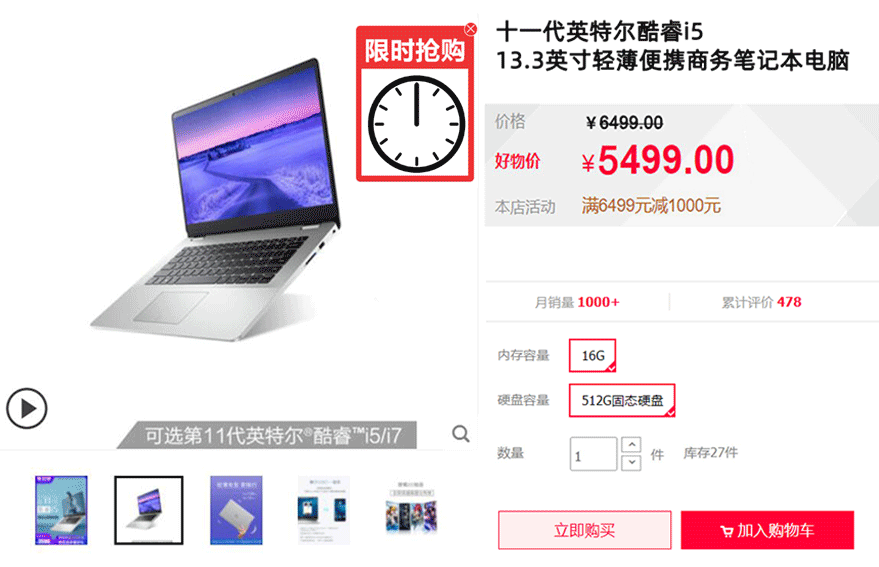 限时抢购
可选第11代英特尔®酷睿™i5/i7
十一代英特尔酷睿i5
13.3英寸轻薄便携商务笔记本电脑
价格 ¥6499.00
好物价 ¥5499.00
本店活动 满6499元减1000元
月销量 1000+ 累计评价 478
内存容量 16G
硬盘容量 512G固态硬盘
数量 1 件 库存27件
立即购买 加入购物车